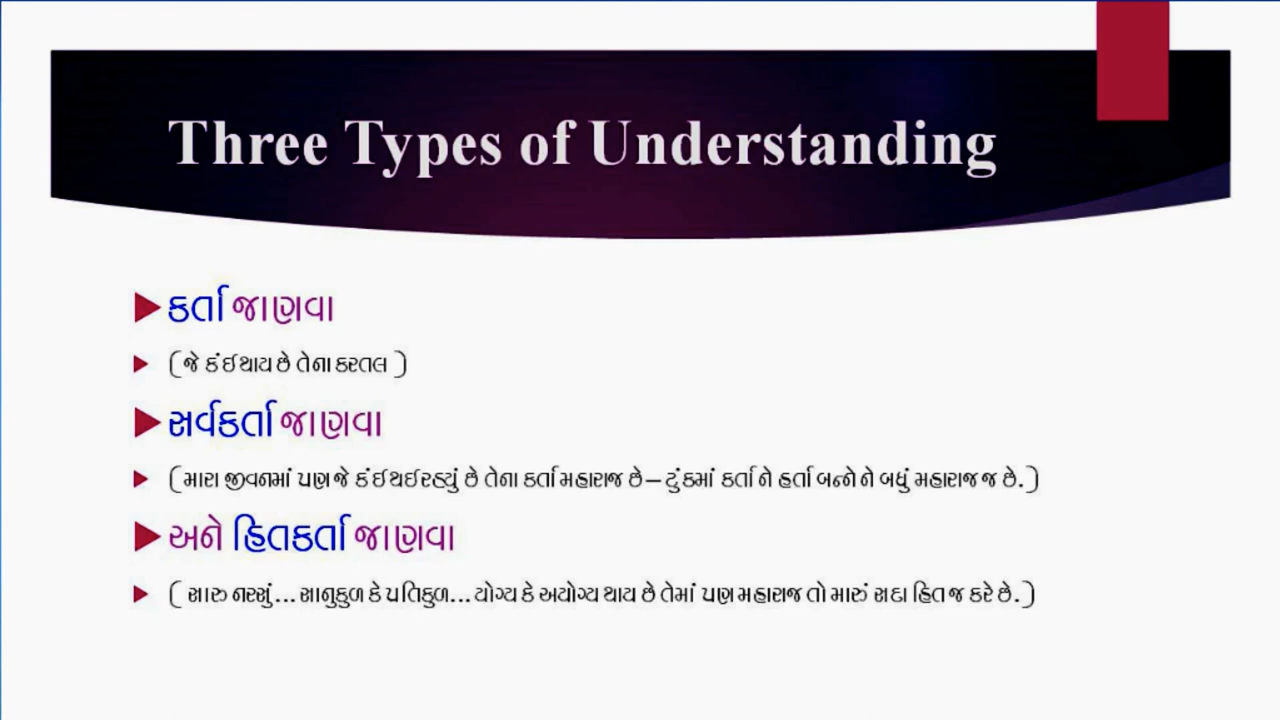 Three Types of Understanding
કર્તા જાણવા
( જે કંઈ થાય છે તેના કરતલ )
સર્વકર્તા જાણવા
( મારા જીવનમાં પણ જે કંઈ થઈ રહ્યું છે તેના કર્તા મહારાજ છે – ટુંકમાં કર્તા ને હર્તા બન્ને ને બધું મહારાજ જ છે. )
અને હિતકર્તા જાણવા
( સારુ નરસું... સાનુકુળ કે પ્રતિકુળ... યોગ્ય કે અયોગ્ય થાય છે તેમાં પણ મહારાજ તો મારું સદા હિત જ કરે છે. )